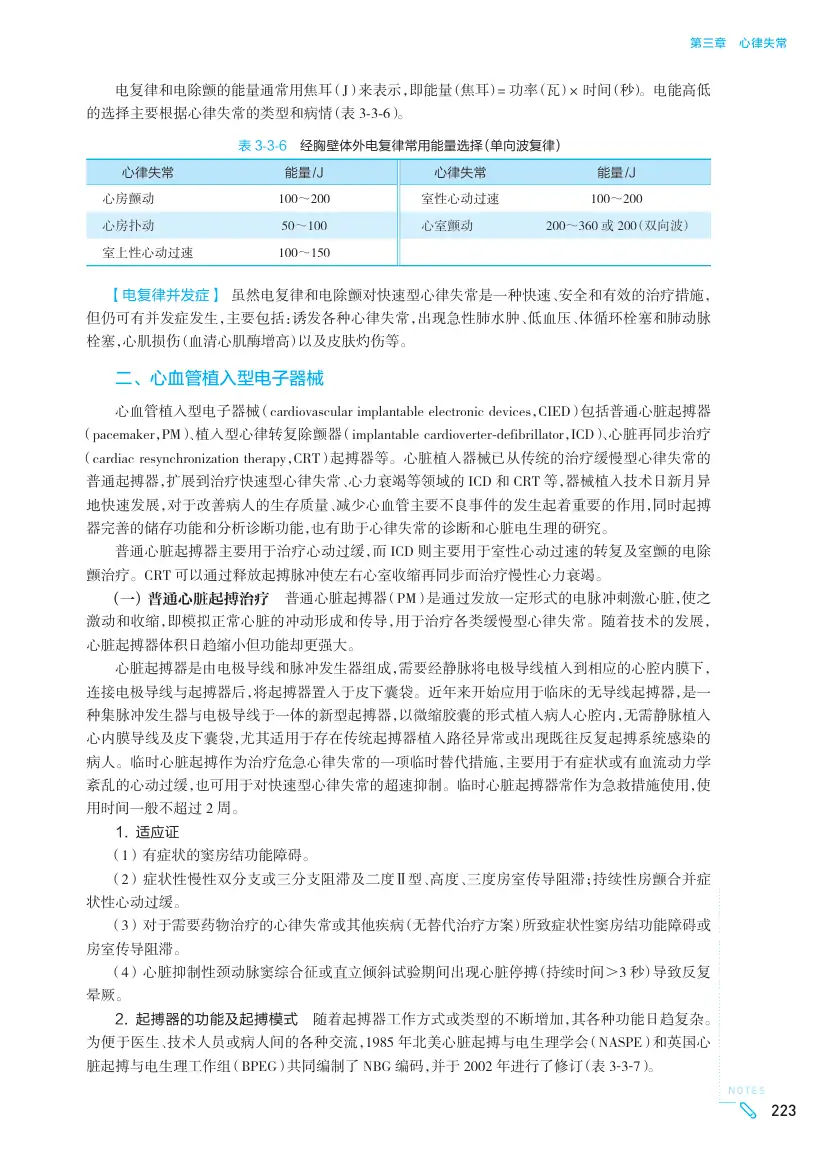 第三章 心律失常
电复律和电除颤的能量通常用焦耳（J）来表示，即能量（焦耳）= 功率（瓦）× 时间（秒）。电能高低
的选择主要根据心律失常的类型和病情（表 3-3-6）。
表 3-3-6 经胸壁体外电复律常用能量选择（单向波复律）
心律失常 能量/J 心律失常 能量/J
心房颤动 100～200 室性心动过速 100～200
心房扑动 50～100 心室颤动 200～360 或 200（双向波）
室上性心动过速 100～150
【电复律并发症】 虽然电复律和电除颤对快速型心律失常是一种快速、安全和有效的治疗措施，
但仍可有并发症发生，主要包括：诱发各种心律失常，出现急性肺水肿、低血压、体循环栓塞和肺动脉
栓塞，心肌损伤（血清心肌酶增高）以及皮肤灼伤等。
二、心血管植入型电子器械
心血管植入型电子器械（cardiovascular implantable electronic devices，CIED）包括普通心脏起搏器
（pacemaker，PM）、植入型心律转复除颤器（implantable cardioverter-defibrillator，ICD）、心脏再同步治疗
（cardiac resynchronization therapy，CRT）起搏器等。心脏植入器械已从传统的治疗缓慢型心律失常的
普通起搏器，扩展到治疗快速型心律失常、心力衰竭等领域的 ICD 和 CRT 等，器械植入技术日新月异
地快速发展，对于改善病人的生存质量、减少心血管主要不良事件的发生起着重要的作用，同时起搏
器完善的储存功能和分析诊断功能，也有助于心律失常的诊断和心脏电生理的研究。
普通心脏起搏器主要用于治疗心动过缓，而 ICD 则主要用于室性心动过速的转复及室颤的电除
颤治疗。CRT 可以通过释放起搏脉冲使左右心室收缩再同步而治疗慢性心力衰竭。
（一）普通心脏起搏治疗 普通心脏起搏器（PM）是通过发放一定形式的电脉冲刺激心脏，使之
激动和收缩，即模拟正常心脏的冲动形成和传导，用于治疗各类缓慢型心律失常。随着技术的发展，
心脏起搏器体积日趋缩小但功能却更强大。
心脏起搏器是由电极导线和脉冲发生器组成，需要经静脉将电极导线植入到相应的心腔内膜下，
连接电极导线与起搏器后，将起搏器置入于皮下囊袋。近年来开始应用于临床的无导线起搏器，是一
种集脉冲发生器与电极导线于一体的新型起搏器，以微缩胶囊的形式植入病人心腔内，无需静脉植入
心内膜导线及皮下囊袋，尤其适用于存在传统起搏器植入路径异常或出现既往反复起搏系统感染的
病人。临时心脏起搏作为治疗危急心律失常的一项临时替代措施，主要用于有症状或有血流动力学
紊乱的心动过缓，也可用于对快速型心律失常的超速抑制。临时心脏起搏器常作为急救措施使用，使
用时间一般不超过 2 周。
1. 适应证
（1）有症状的窦房结功能障碍。
（2）症状性慢性双分支或三分支阻滞及二度Ⅱ型、高度、三度房室传导阻滞；持续性房颤合并症
状性心动过缓。
（3）对于需要药物治疗的心律失常或其他疾病（无替代治疗方案）所致症状性窦房结功能障碍或
房室传导阻滞。
（4）心脏抑制性颈动脉窦综合征或直立倾斜试验期间出现心脏停搏（持续时间＞3 秒）导致反复
晕厥。
2. 起搏器的功能及起搏模式 随着起搏器工作方式或类型的不断增加，其各种功能日趋复杂。
为便于医生、技术人员或病人间的各种交流，1985 年北美心脏起搏与电生理学会（NASPE）和英国心
脏起搏与电生理工作组（BPEG）共同编制了 NBG 编码，并于 2002 年进行了修订（表 3-3-7）。
NOTES
223